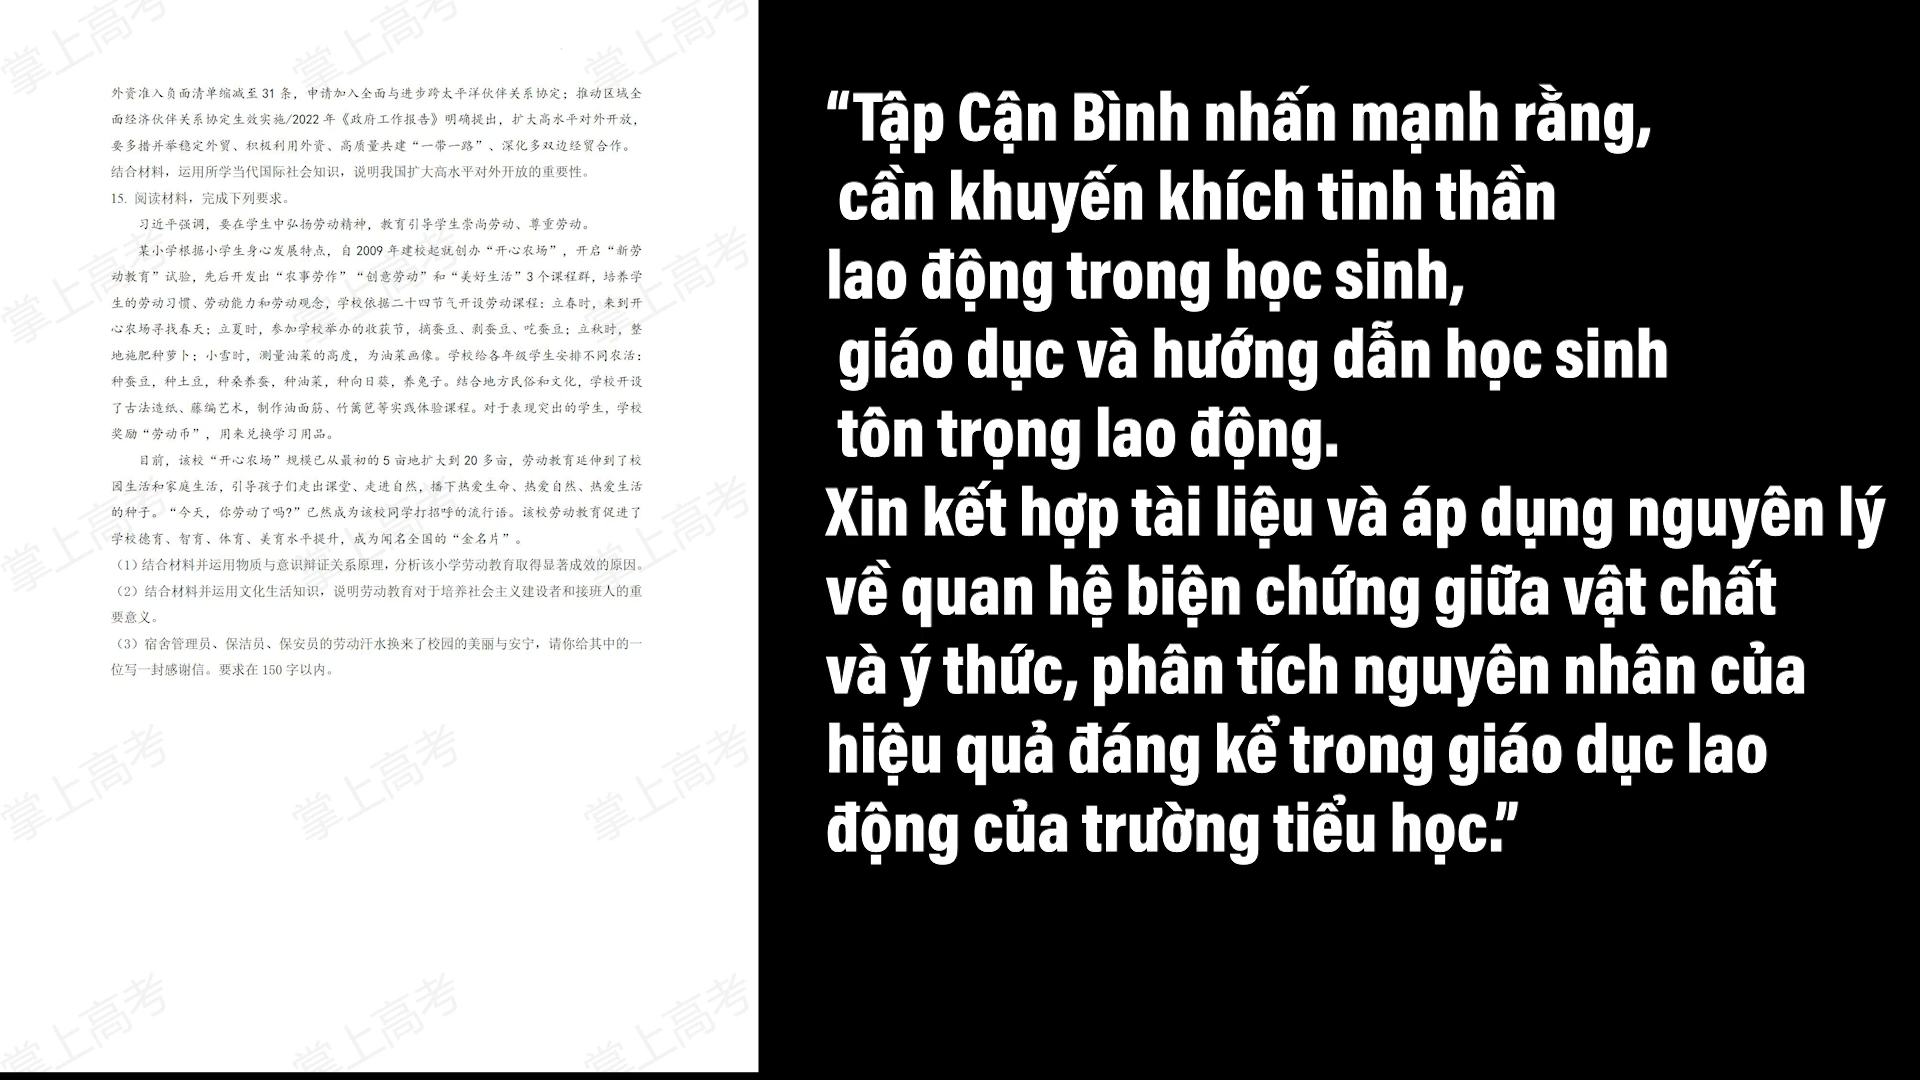 外资准入负面清单缩减至 31 条，申请加入全面与进步跨太平洋伙伴关系协定；推动区域全
面经济伙伴关系协定生效实施/2022 年《政府工作报告》明确提出，扩大高水平对外开放，
要多措并举稳定外贸、积极利用外资、高质量共建“一带一路”、深化多双边经贸合作。
结合材料，运用所学当代国际社会知识，说明我国扩大高水平对外开放的重要性。
15. 阅读材料，完成下列要求。
习近平强调，要在学生中弘扬劳动精神，教育引导学生崇尚劳动、尊重劳动。
某小学根据小学生身心发展特点，自 2009 年建校起就创办“开心农场”，开启“新劳
动教育”试验，先后开发出“农事劳作”“创意劳动”和“美好生活”3 个课程群，培养学
生的劳动习惯、劳动能力和劳动观念，学校依据二十四节气开设劳动课程：立春时，来到开
心农场寻找春天；立夏时，参加学校举办的收获节，摘蚕豆、剥蚕豆、吃蚕豆；立秋时，整
地施肥种萝卜；小雪时，测量油菜的高度，为油菜画像。学校给各年级学生安排不同农活：
种蚕豆，种土豆，种桑养蚕，种油菜，种向日葵，养兔子。结合地方民俗和文化，学校开设
了古法造纸、藤编艺术，制作油面筋、竹篱笆等实践体验课程。对于表现突出的学生，学校
奖励“劳动币”，用来兑换学习用品。
目前，该校“开心农场”规模已从最初的 5 亩地扩大到 20 多亩，劳动教育延伸到了校
园生活和家庭生活，引导孩子们走出课堂、走进自然，播下热爱生命、热爱自然、热爱生活
的种子。“今天，你劳动了吗?”已然成为该校同学打招呼的流行语。该校劳动教育促进了
学校德育、智育、体育、美育水平提升，成为闻名全国的“金名片”。
（1）结合材料并运用物质与意识辩证关系原理，分析该小学劳动教育取得显著成效的原因。
（2）结合材料并运用文化生活知识，说明劳动教育对于培养社会主义建设者和接班人的重
要意义。
（3）宿舍管理员、保洁员、保安员的劳动汗水换来了校园的美丽与安宁，请你给其中的一
位写一封感谢信。要求在 150 字以内。
掌上高考
“Tập Cận Bình nhấn mạnh rằng,
cần khuyến khích tinh thần
lao động trong học sinh,
giáo dục và hướng dẫn học sinh
tôn trọng lao động.
Xin kết hợp tài liệu và áp dụng nguyên lý
về quan hệ biện chứng giữa vật chất
và ý thức, phân tích nguyên nhân của
hiệu quả đáng kể trong giáo dục lao
động của trường tiểu học.”